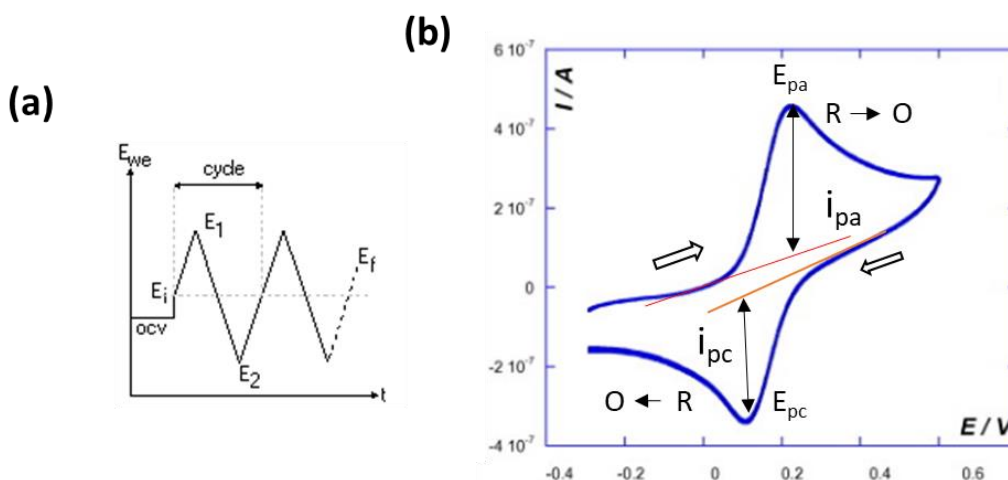 (a)
E_we
cycle
E_1
E_f
E_i
ocv
E_2
t
(b)
6 10^-7
I / A
E_pa
R → O
4 10^-7
2 10^-7
i_pa
0
i_pc
-2 10^-7
O ← R
E_pc
E / V
-4 10^-7
-0.4 -0.2 0 0.2 0.4 0.6